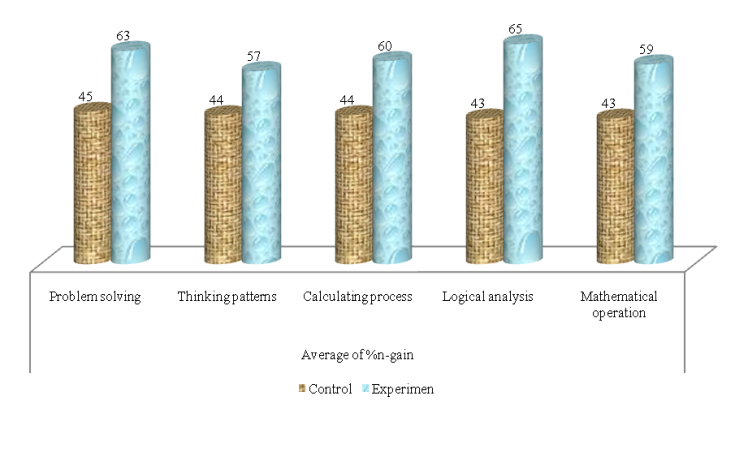 63
57
60
65
59
45
44
44
43
43
Problem solving
Thinking patterns
Calculating process
Logical analysis
Mathematical
operation
Average of %n-gain
Control
Experimen